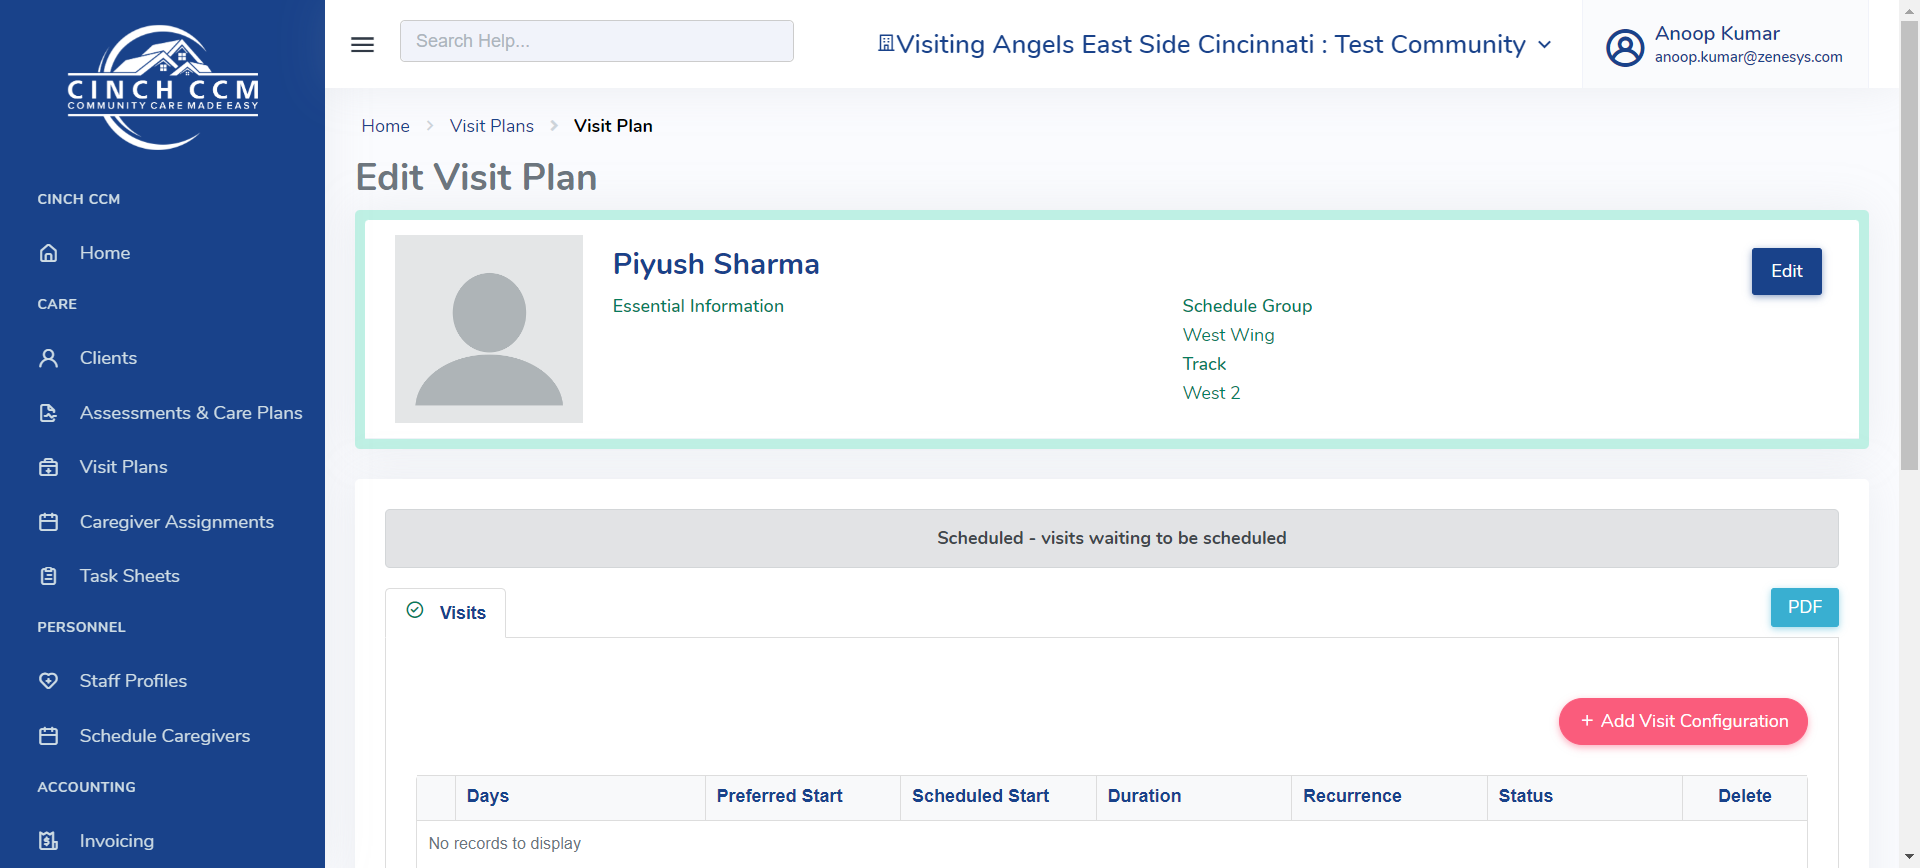 CINCH CCM
COMMUNITY CARE MADE EASY
CINCH CCM
Home
CARE
Clients
Assessments & Care Plans
Visit Plans
Caregiver Assignments
Task Sheets
PERSONNEL
Staff Profiles
Schedule Caregivers
ACCOUNTING
Invoicing
Search Help...
Visiting Angels East Side Cincinnati : Test Community
Anoop Kumar
anoop.kumar@zenesys.com
Home > Visit Plans > Visit Plan
Edit Visit Plan
Piyush Sharma
Edit
Essential Information
Schedule Group
West Wing
Track
West 2
Scheduled - visits waiting to be scheduled
Visits
PDF
+ Add Visit Configuration
Days Preferred Start Scheduled Start Duration Recurrence Status Delete
No records to display